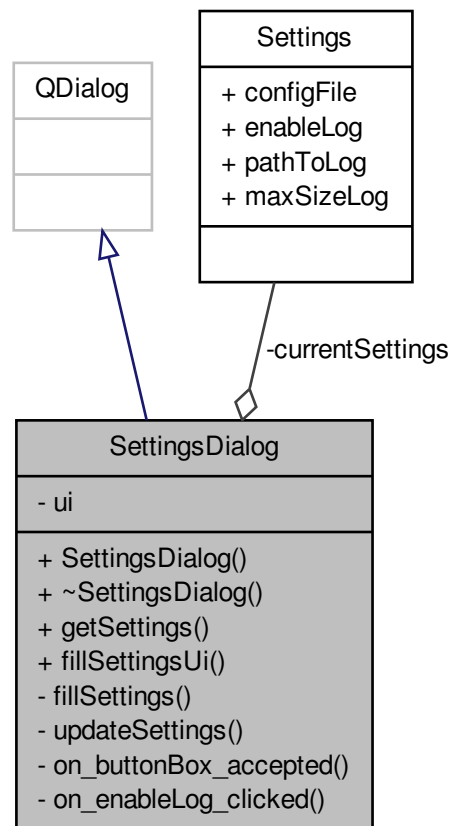 Settings
+ configFile
+ enableLog
+ pathToLog
+ maxSizeLog
QDialog
-currentSettings
SettingsDialog
- ui
+ SettingsDialog()
+ ~SettingsDialog()
+ getSettings()
+ fillSettingsUi()
- fillSettings()
- updateSettings()
- on_buttonBox_accepted()
- on_enableLog_clicked()